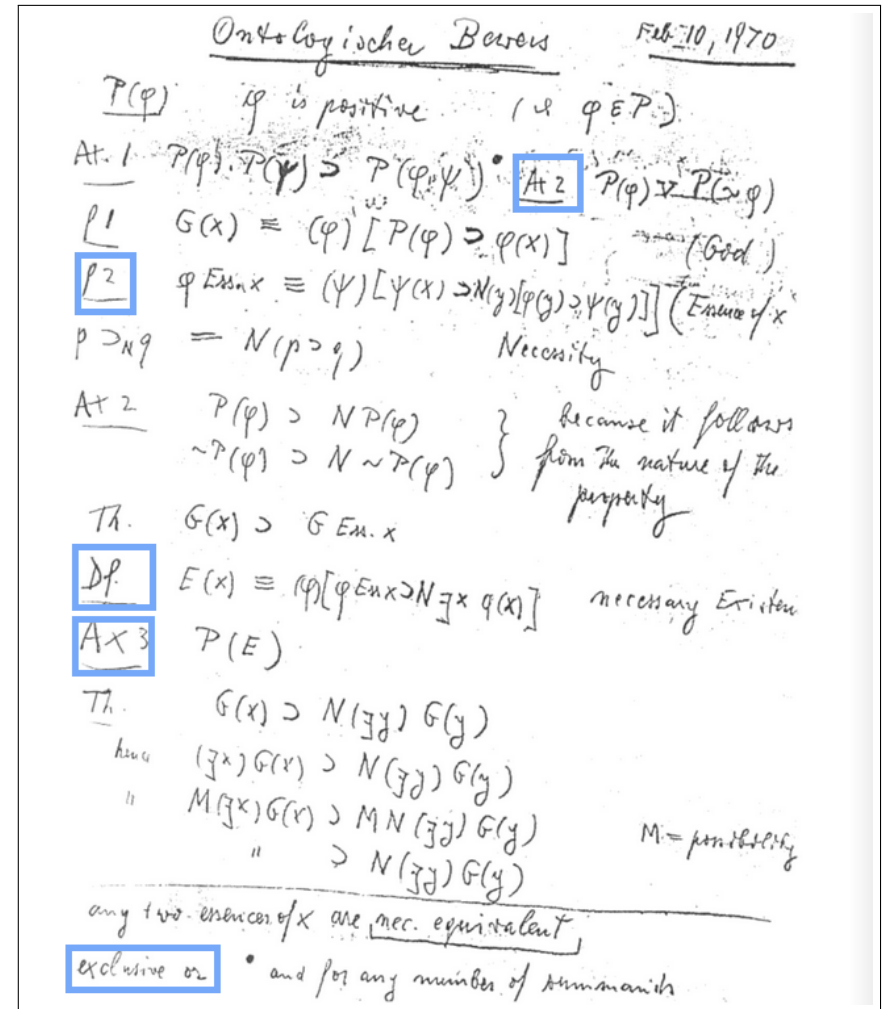 Ontologischer Beweis Feb 10, 1970
P(φ) φ is positive (φ ∈ P.)
At. 1 P(φ).P(ψ) ⊃ P(φ.ψ)• At 2 P(φ) ∨ P(∼φ)
P1 G(x) ≡ (φ)[P(φ) ⊃ φ(x)] (God)
P2 φ Ess.x ≡ (ψ)[ψ(x) ⊃ N(y)[φ(y) ⊃ ψ(y)]] (Essence of x
p ⊃N q = N(p ⊃ q) Necessity
At 2 P(φ) ⊃ N P(φ) } because it follows
∼P(φ) ⊃ N ∼P(φ) } from the nature of the
property
Th. G(x) ⊃ G Ess. x
Df. E(x) ≡ (φ)[φ Ess x ⊃ N ∃x φ(x)] necessary Existen
Ax 3 P(E)
Th. G(x) ⊃ N(∃y) G(y)
hence (∃x) G(x) ⊃ N(∃y) G(y)
" M(∃x) G(x) ⊃ M N (∃y) G(y) M = possibility
" ⊃ N(∃y) G(y)
any two essences of x are nec. equivalent
exclusive or • and for any number of summands